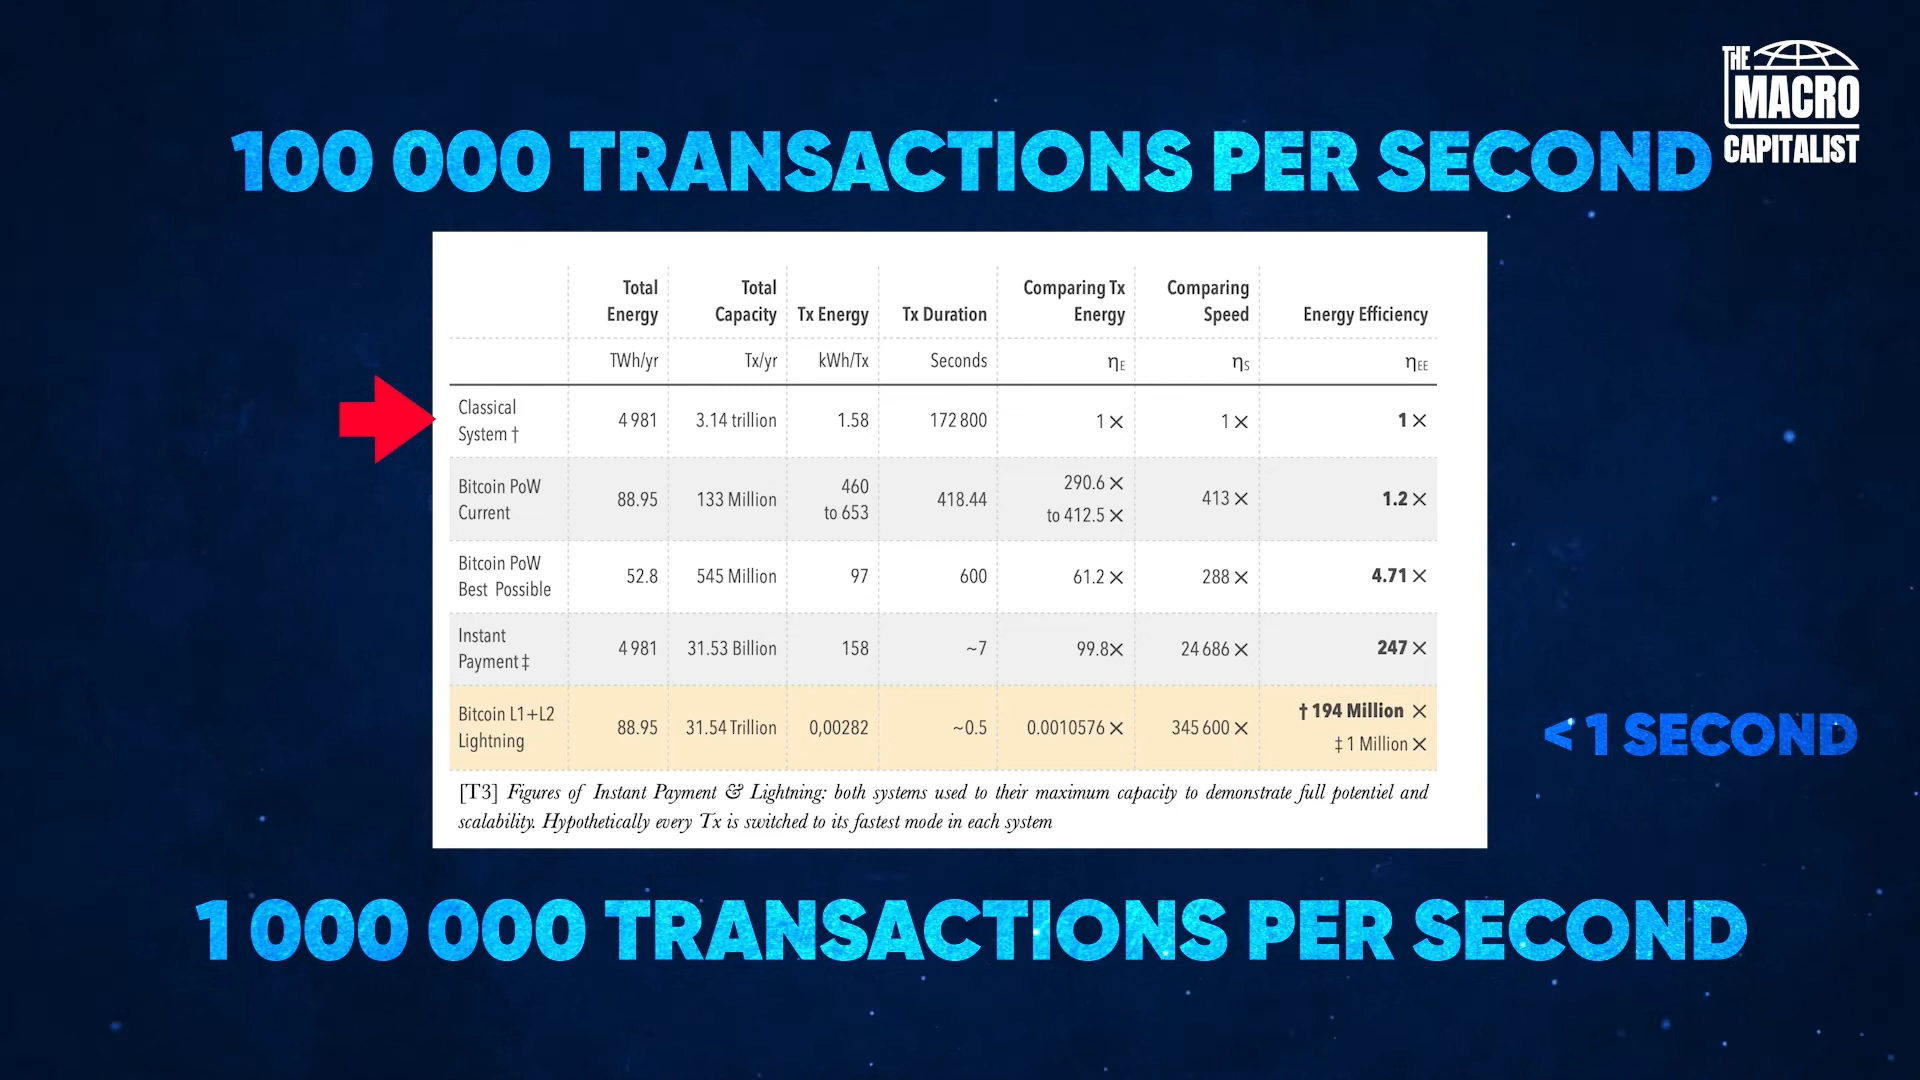 THE
MACRO
CAPITALIST
100 000 TRANSACTIONS PER SECOND
Total Energy Total Capacity Tx Energy Tx Duration Comparing Tx Energy Comparing Speed Energy Efficiency
TWh/yr Tx/yr kWh/Tx Seconds ηE ηS ηEE
Classical System † 4 981 3.14 trillion 1.58 172 800 1 × 1 × 1 ×
Bitcoin PoW Current 88.95 133 Million 460 to 653 418.44 290.6 × to 412.5 × 413 × 1.2 ×
Bitcoin PoW Best Possible 52.8 545 Million 97 600 61.2 × 288 × 4.71 ×
Instant Payment ‡ 4 981 31.53 Billion 158 ~7 99.8× 24 686 × 247 ×
Bitcoin L1+L2 Lightning 88.95 31.54 Trillion 0,00282 ~0.5 0.0010576 × 345 600 × † 194 Million × ‡ 1 Million ×
[T3] Figures of Instant Payment & Lightning: both systems used to their maximum capacity to demonstrate full potentiel and
scalability. Hypothetically every Tx is switched to its fastest mode in each system
< 1 SECOND
1 000 000 TRANSACTIONS PER SECOND